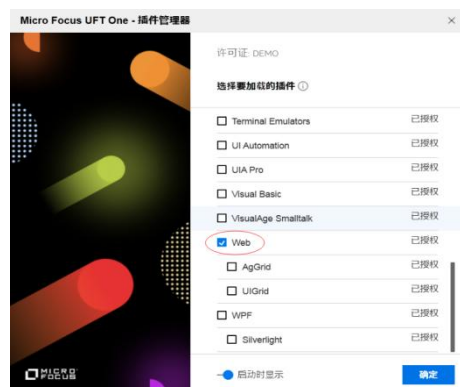 Micro Focus UFT One - 插件管理器
许可证: DEMO
选择要加载的插件
Terminal Emulators 已授权
UI Automation 已授权
UIA Pro 已授权
Visual Basic 已授权
VisualAge Smalltalk 已授权
Web 已授权
AgGrid 已授权
UIGrid 已授权
WPF 已授权
Silverlight 已授权
MICRO
FOCUS
启动时显示
确定